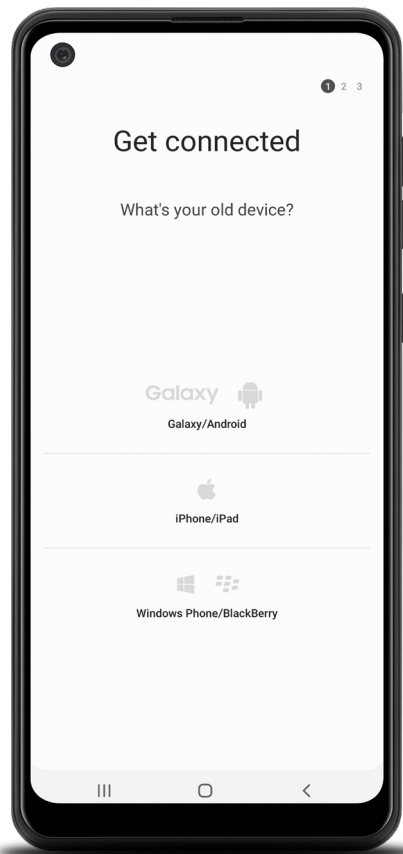 1 2 3
Get connected
What's your old device?
Galaxy
Galaxy/Android
iPhone/iPad
Windows Phone/BlackBerry